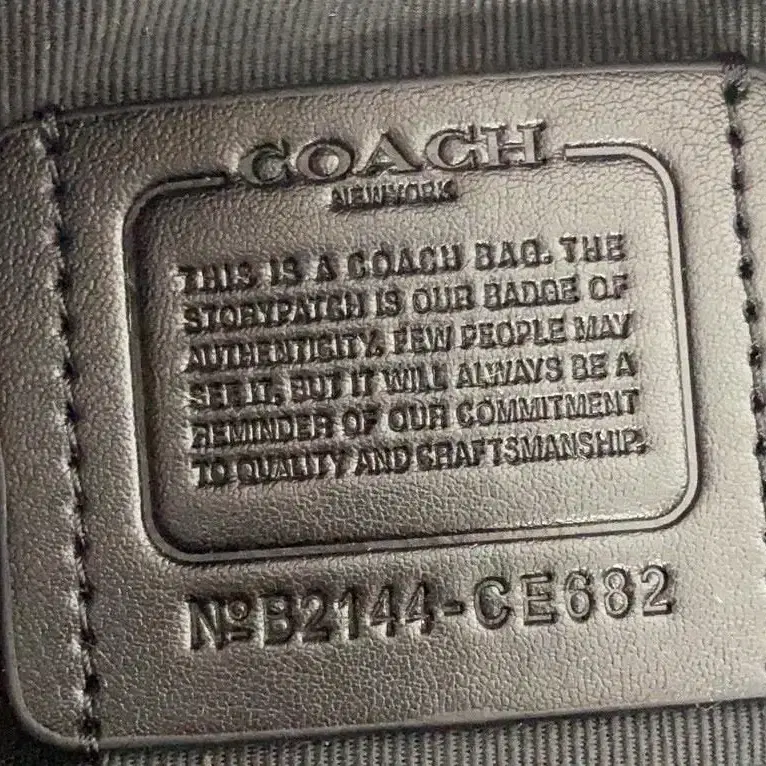 COACH
NEW YORK
THIS IS A COACH BAG. THE
STORYPATCH IS OUR BADGE OF
AUTHENTICITY. FEW PEOPLE MAY
SEE IT, BUT IT WILL ALWAYS BE A
REMINDER OF OUR COMMITMENT
TO QUALITY AND CRAFTSMANSHIP.
NºB2144-CE682